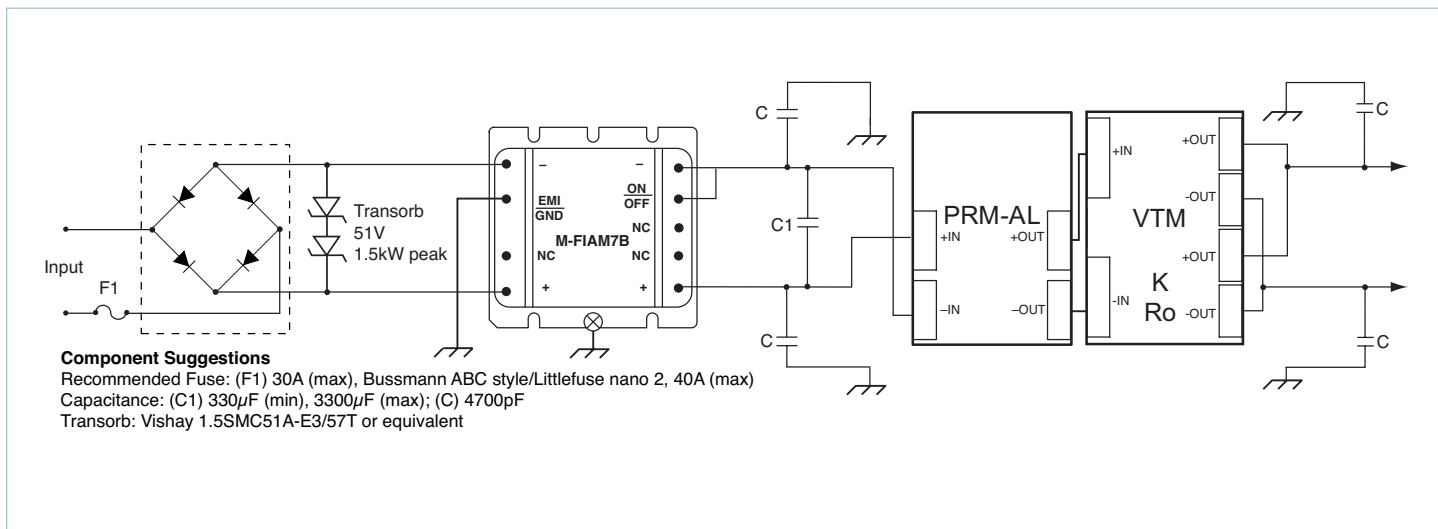 Input
F1
Transorb
51V
1.5kW peak
–
EMI
GND
NC
+
M-FIAM7B
–
ON
OFF
NC
NC
+
C
C1
C
PRM-AL
+IN
–IN
+OUT
–OUT
+IN
-IN
VTM
K
Ro
+OUT
-OUT
+OUT
-OUT
C
C
Component Suggestions
Recommended Fuse: (F1) 30A (max), Bussmann ABC style/Littlefuse nano 2, 40A (max)
Capacitance: (C1) 330µF (min), 3300µF (max); (C) 4700pF
Transorb: Vishay 1.5SMC51A-E3/57T or equivalent